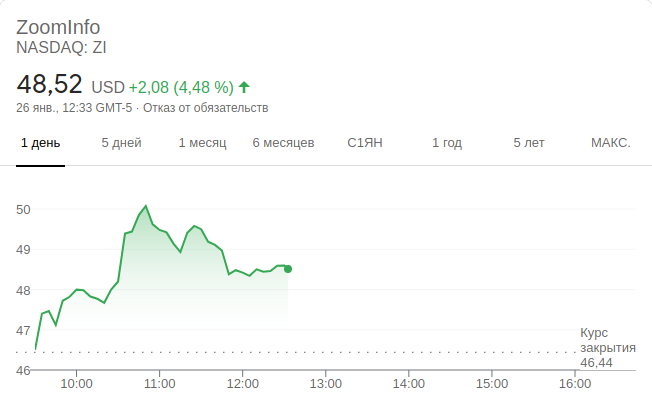 ZoomInfo
NASDAQ: ZI
48,52 USD +2,08 (4,48 %) ↑
26 янв., 12:33 GMT-5 · Отказ от обязательств
1 день 5 дней 1 месяц 6 месяцев С1ЯН 1 год 5 лет МАКС.
50
49
48
47
Курс
закрытия
46,44
46
10:00 11:00 12:00 13:00 14:00 15:00 16:00